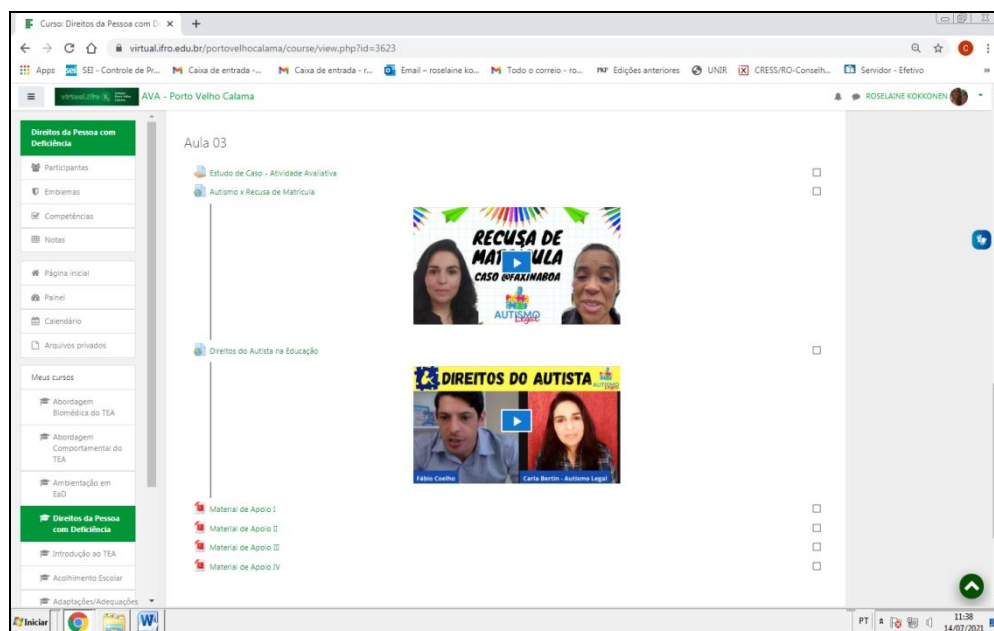 Curso: Direitos da Pessoa com D
virtual.ifro.edu.br/portovelhocalama/course/view.php?id=3623
Apps SEI - Controle de Pr... Caixa de entrada -... Caixa de entrada - r... Email – roselaine ko... Todo o correio - ro... PKP Edições anteriores UNIR CRESS/RO-Conselh... Servidor - Efetivo »
AVA - Porto Velho Calama ROSELAINE KOKKONEN
Direitos da Pessoa com
Deficiência
Participantes
Emblemas
Competências
Notas
Página inicial
Painel
Calendário
Arquivos privados
Meus cursos
Abordagem
Biomédica do TEA
Abordagem
Comportamental do
TEA
Ambientação em
EaD
Direitos da Pessoa
com Deficiência
Introdução ao TEA
Acolhimento Escolar
Adaptações/Adequações
Aula 03
Estudo de Caso - Atividade Avaliativa
Autismo x Recusa de Matrícula
RECUSA DE
MATRÍCULA
CASO @FAXINABOA
AUTISMO
Legal
Direitos do Autista na Educação
DIREITOS DO AUTISTA
Fábio Coelho Carla Bertin - Autismo Legal
Material de Apoio I
Material de Apoio II
Material de Apoio III
Material de Apoio IV
Iniciar PT 11:38
14/07/2021